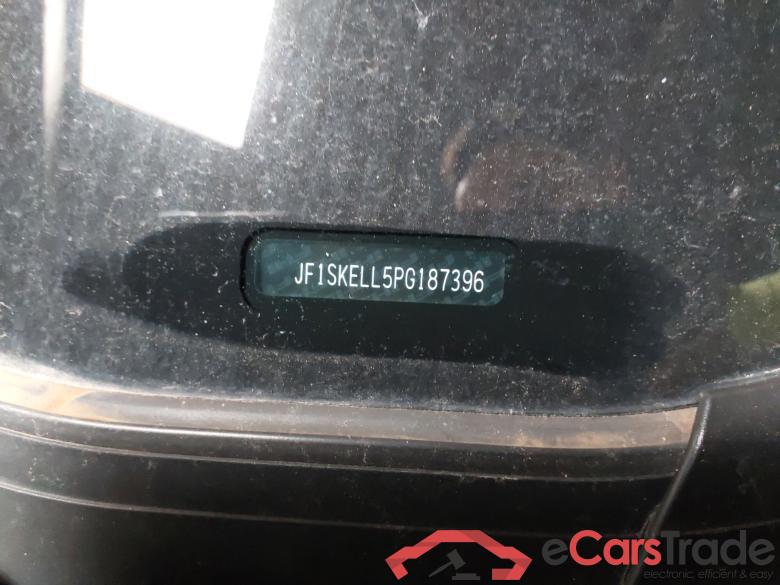 JF1SKELL5PG187396
eCarsTrade
electronic, efficient & easy